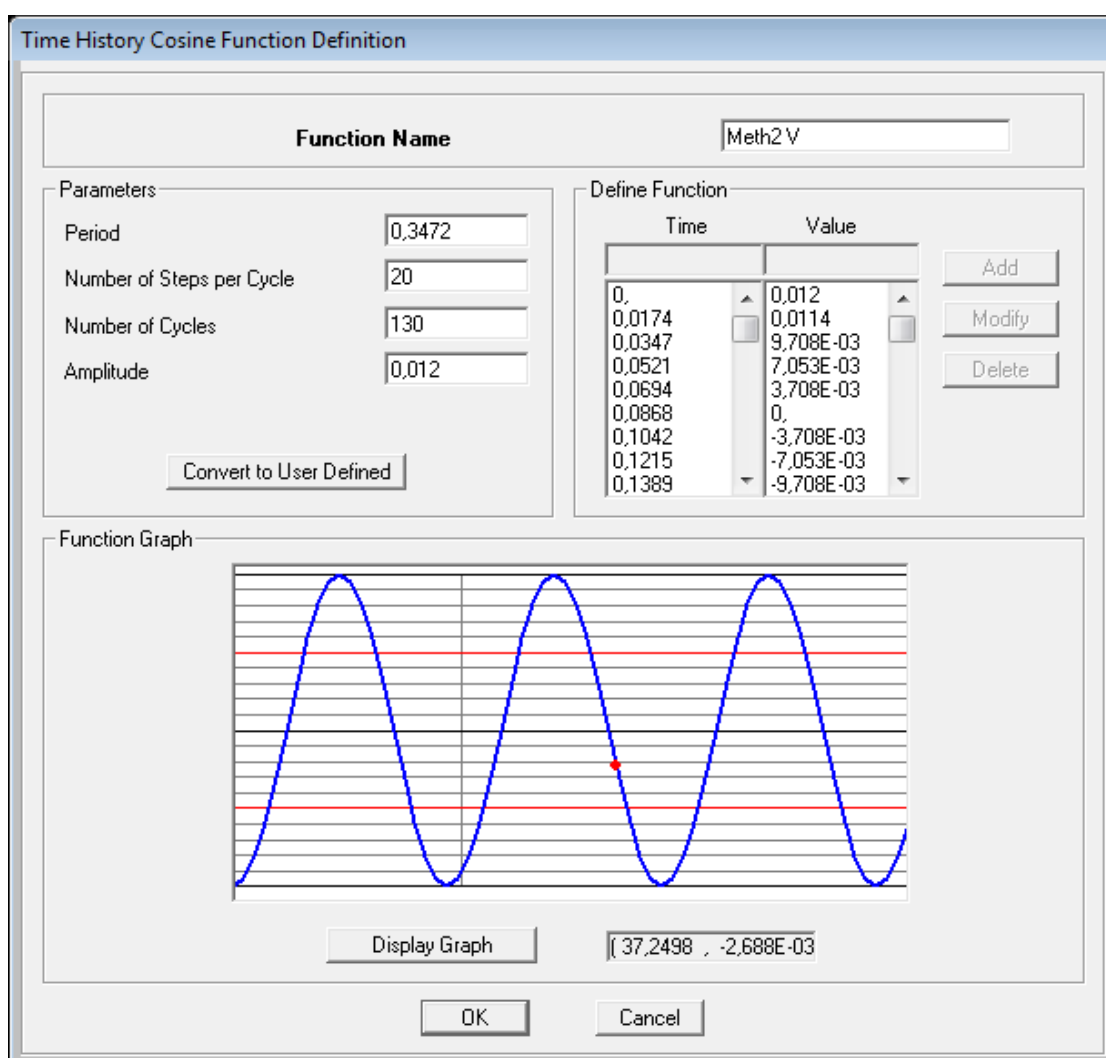 Time History Cosine Function Definition
Function Name
Meth2 V
Parameters
Period
0,3472
Number of Steps per Cycle
20
Number of Cycles
130
Amplitude
0,012
Convert to User Defined
Define Function
Time Value
0, 0,012
0,0174 0,0114
0,0347 9,708E-03
0,0521 7,053E-03
0,0694 3,708E-03
0,0868 0,
0,1042 -3,708E-03
0,1215 -7,053E-03
0,1389 -9,708E-03
Add
Modify
Delete
Function Graph
Display Graph
( 37,2498 , -2,688E-03
OK
Cancel